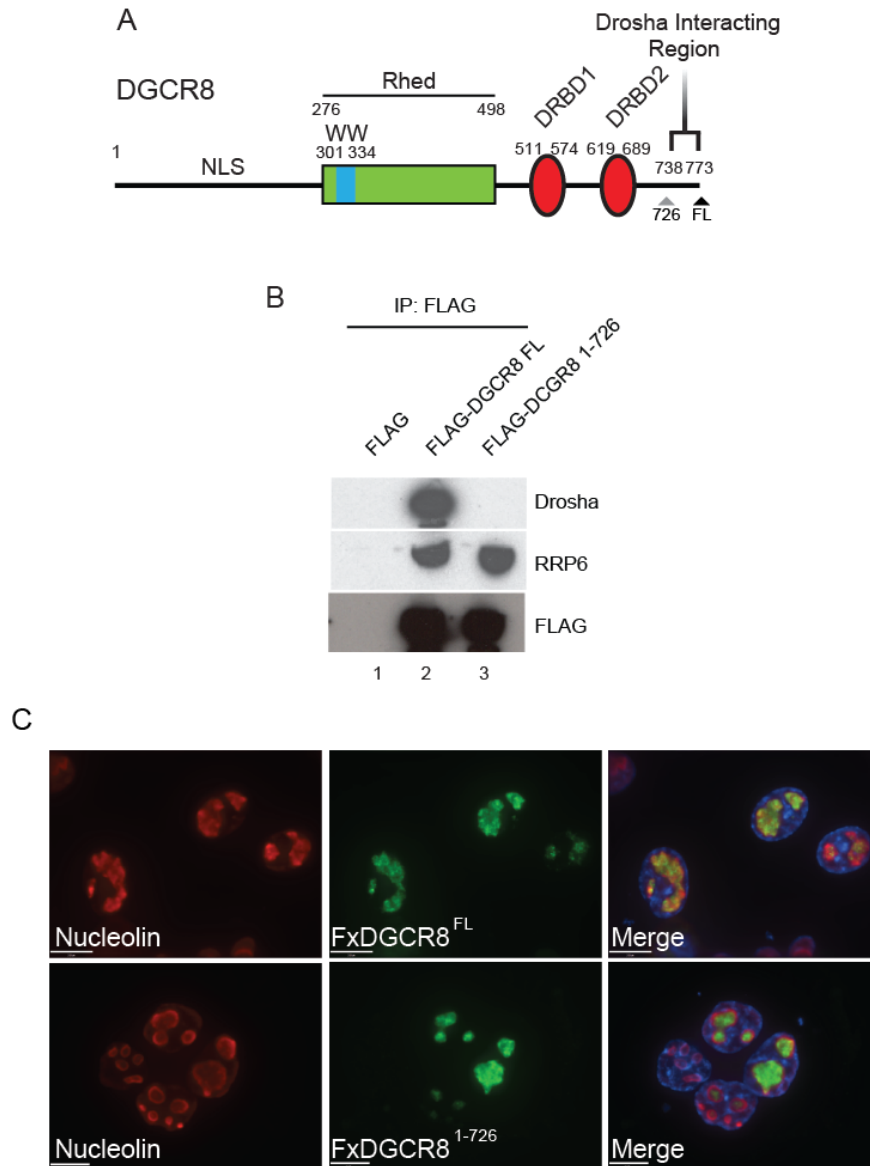 A
Drosha Interacting
Region
DGCR8
Rhed
DRBD1
DRBD2
276
498
WW
1
301 334
511 574
619 689
738 773
NLS
726
FL
B
IP: FLAG
FLAG
FLAG-DGCR8 FL
FLAG-DCGR8 1-726
Drosha
RRP6
FLAG
1 2 3
C
Nucleolin
FxDGCR8 FL
Merge
Nucleolin
FxDGCR8 1-726
Merge